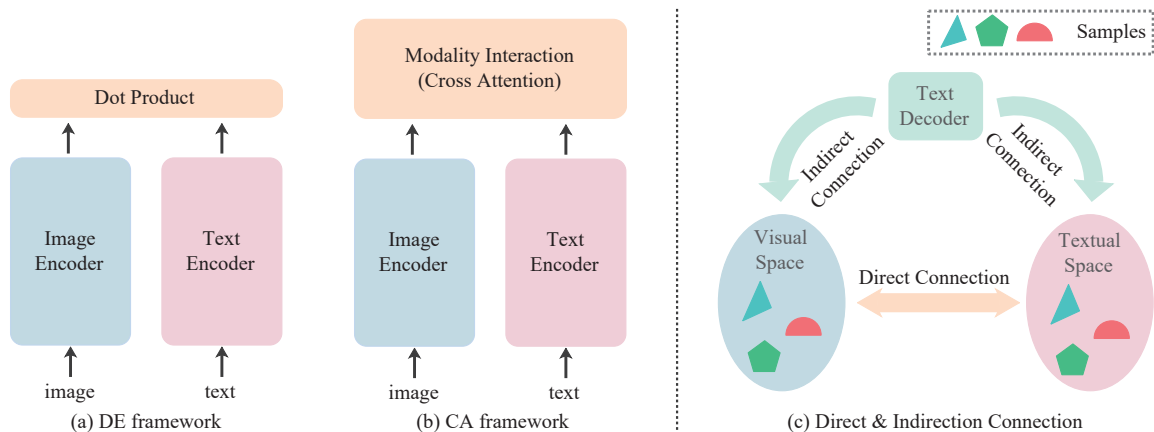 Dot Product
Image
Encoder
Text
Encoder
image
text
(a) DE framework
Modality Interaction
(Cross Attention)
Image
Encoder
Text
Encoder
image
text
(b) CA framework
Samples
Text
Decoder
Indirect
Connection
Indirect
Connection
Visual
Space
Direct Connection
Textual
Space
(c) Direct & Indirection Connection